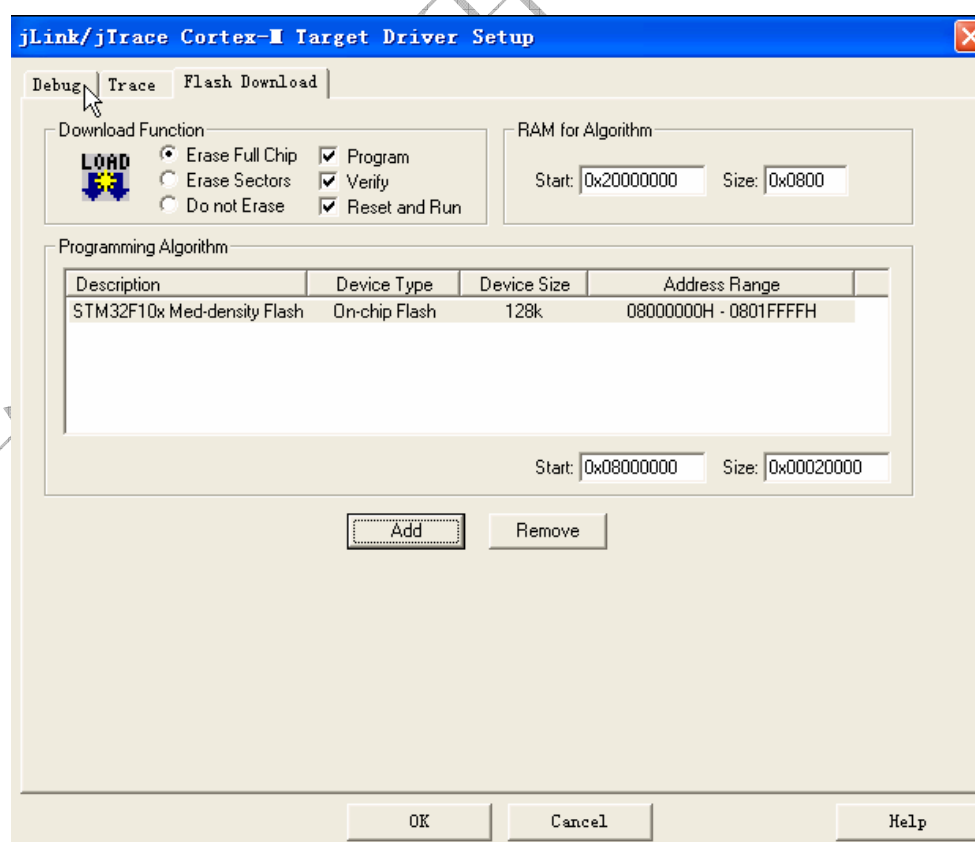 jLink/jTrace Cortex-M Target Driver Setup
Debug Trace Flash Download
Download Function
LOAD
Erase Full Chip
Erase Sectors
Do not Erase
Program
Verify
Reset and Run
RAM for Algorithm
Start: 0x20000000 Size: 0x0800
Programming Algorithm
Description Device Type Device Size Address Range
STM32F10x Med-density Flash On-chip Flash 128k 08000000H - 0801FFFFH
Start: 0x08000000 Size: 0x00020000
Add Remove
OK Cancel Help